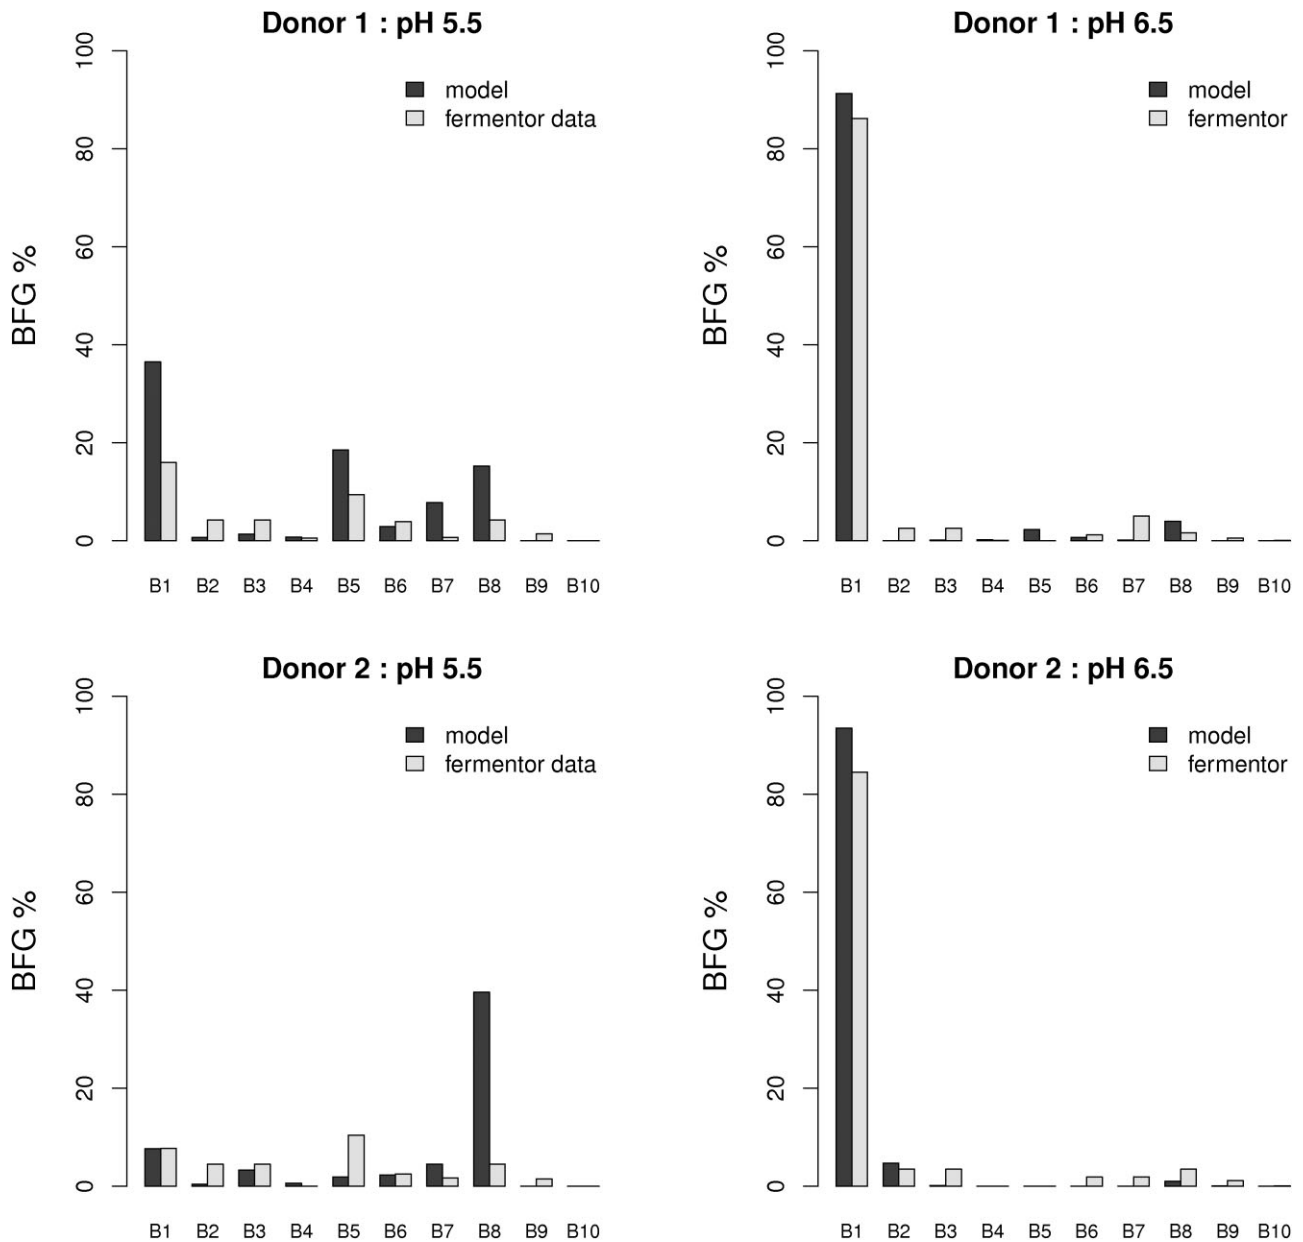 Donor 1 : pH 5.5
BFG %
100
80
60
40
20
0
model
fermentor data
B1 B2 B3 B4 B5 B6 B7 B8 B9 B10
Donor 1 : pH 6.5
BFG %
100
80
60
40
20
0
model
fermentor
B1 B2 B3 B4 B5 B6 B7 B8 B9 B10
Donor 2 : pH 5.5
BFG %
100
80
60
40
20
0
model
fermentor data
B1 B2 B3 B4 B5 B6 B7 B8 B9 B10
Donor 2 : pH 6.5
BFG %
100
80
60
40
20
0
model
fermentor
B1 B2 B3 B4 B5 B6 B7 B8 B9 B10